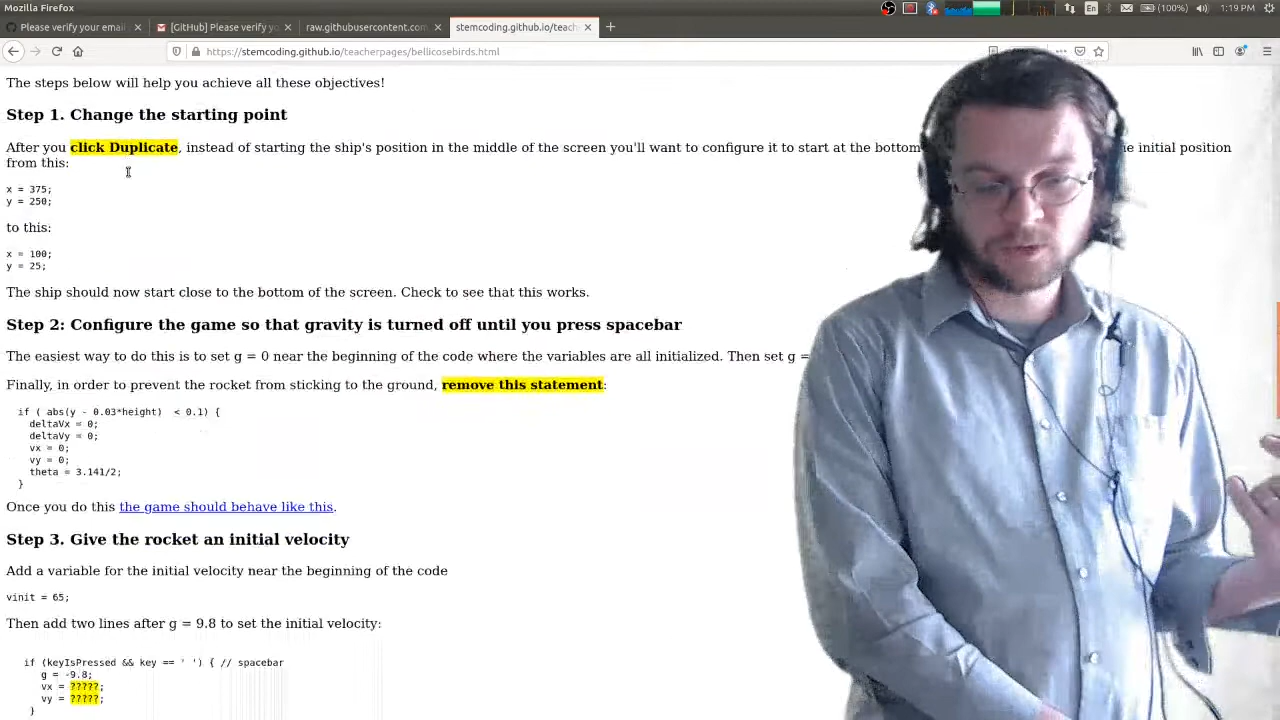 Mozilla Firefox
En
(100%)
1:19 PM
Please verify your email
[GitHub] Please verify yo
raw.githubusercontent.com
stemcoding.github.io/teach
https://stemcoding.github.io/teacherpages/bellicosebirds.html
The steps below will help you achieve all these objectives!
Step 1. Change the starting point
After you click Duplicate, instead of starting the ship's position in the middle of the screen you'll want to configure it to start at the bottom initial position
from this:
x = 375;
y = 250;
to this:
x = 100;
y = 25;
The ship should now start close to the bottom of the screen. Check to see that this works.
Step 2: Configure the game so that gravity is turned off until you press spacebar
The easiest way to do this is to set g = 0 near the beginning of the code where the variables are all initialized. Then set g =
Finally, in order to prevent the rocket from sticking to the ground, remove this statement:
if ( abs(y - 0.03*height) < 0.1) {
deltaVx = 0;
deltaVy = 0;
vx = 0;
vy = 0;
theta = 3.141/2;
}
Once you do this the game should behave like this.
Step 3. Give the rocket an initial velocity
Add a variable for the initial velocity near the beginning of the code
vinit = 65;
Then add two lines after g = 9.8 to set the initial velocity:
if (keyIsPressed && key == ' ') { // spacebar
g = -9.8;
vx = ?????;
vy = ?????;
}